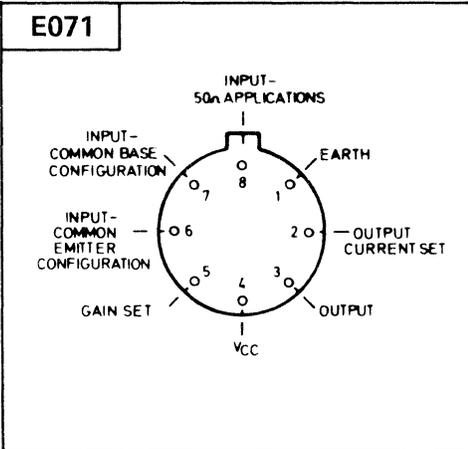 E071
INPUT-
50n APPLICATIONS
INPUT-
COMMON BASE
CONFIGURATION
EARTH
8
7
1
INPUT-
COMMON
EMITTER
CONFIGURATION
6
2
OUTPUT
CURRENT SET
5
4
3
GAIN SET
OUTPUT
VCC